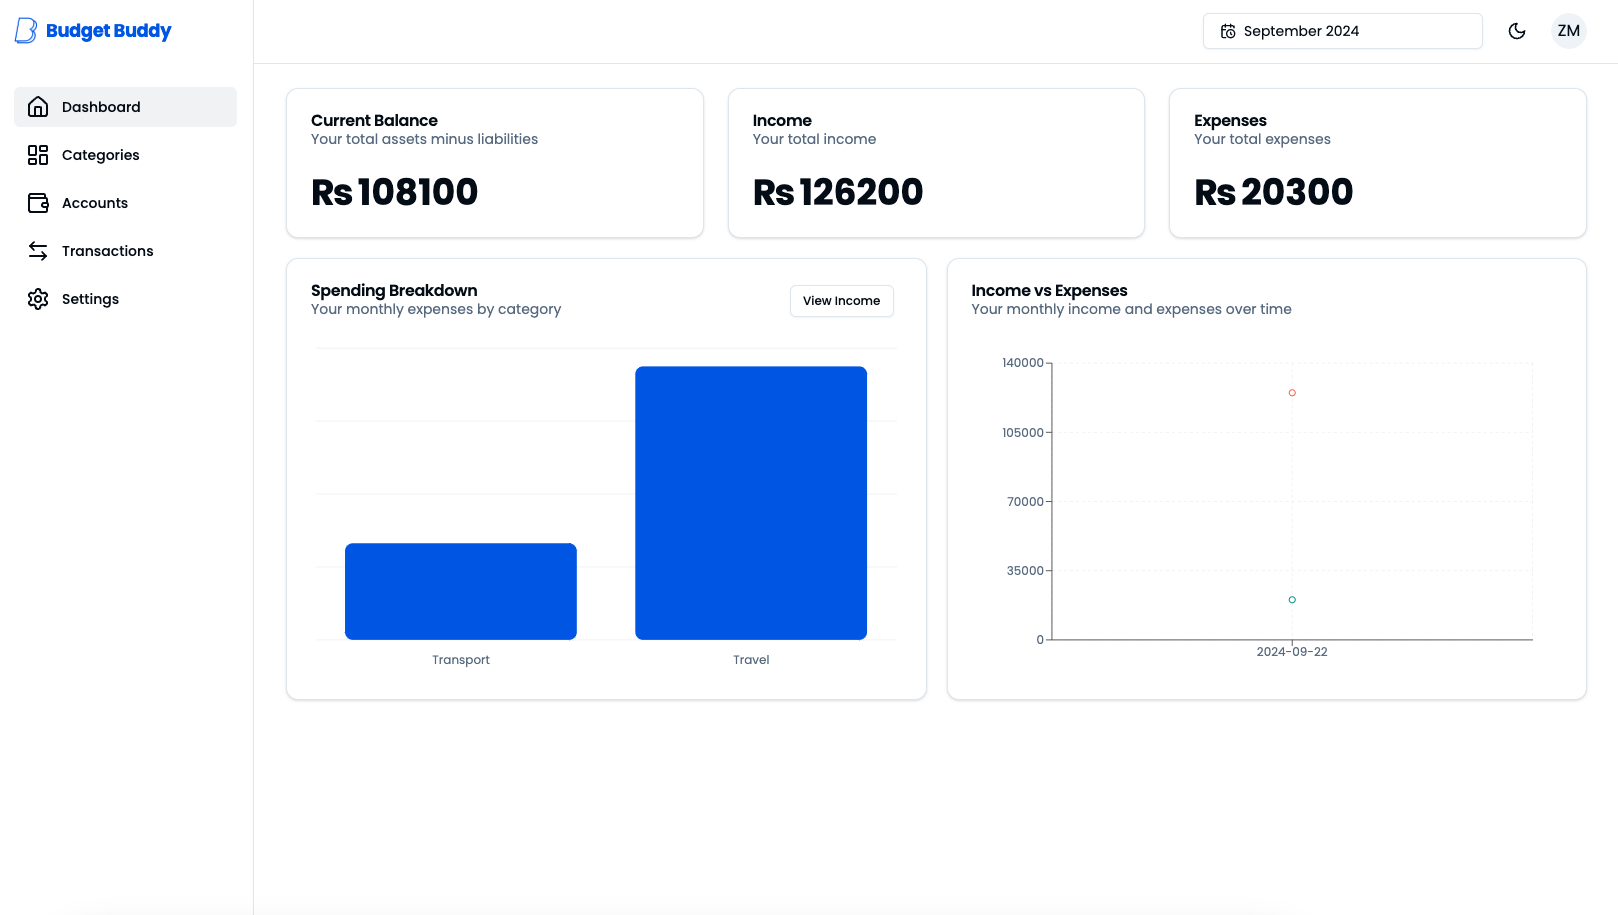 Budget Buddy
September 2024
ZM
Dashboard
Categories
Accounts
Transactions
Settings
Current Balance
Your total assets minus liabilities
₨ 108100
Income
Your total income
₨ 126200
Expenses
Your total expenses
₨ 20300
Spending Breakdown
Your monthly expenses by category
View Income
Transport
Travel
Income vs Expenses
Your monthly income and expenses over time
140000
105000
70000
35000
0
2024-09-22